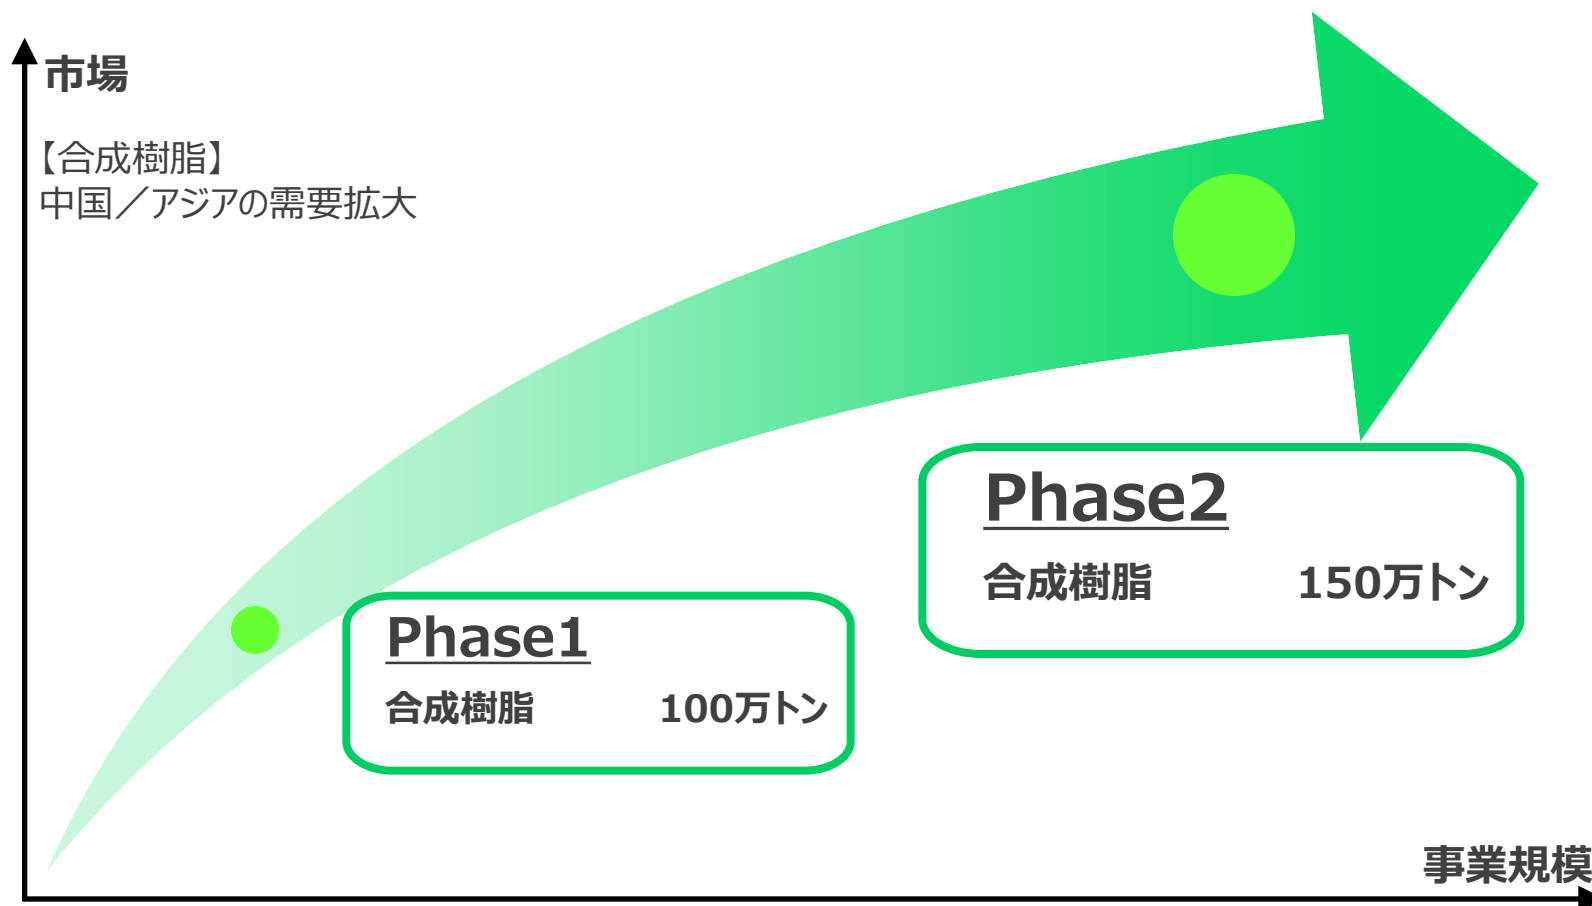 市場
【合成樹脂】
中国／アジアの需要拡大
Phase2
合成樹脂 150万トン
Phase1
合成樹脂 100万トン
事業規模